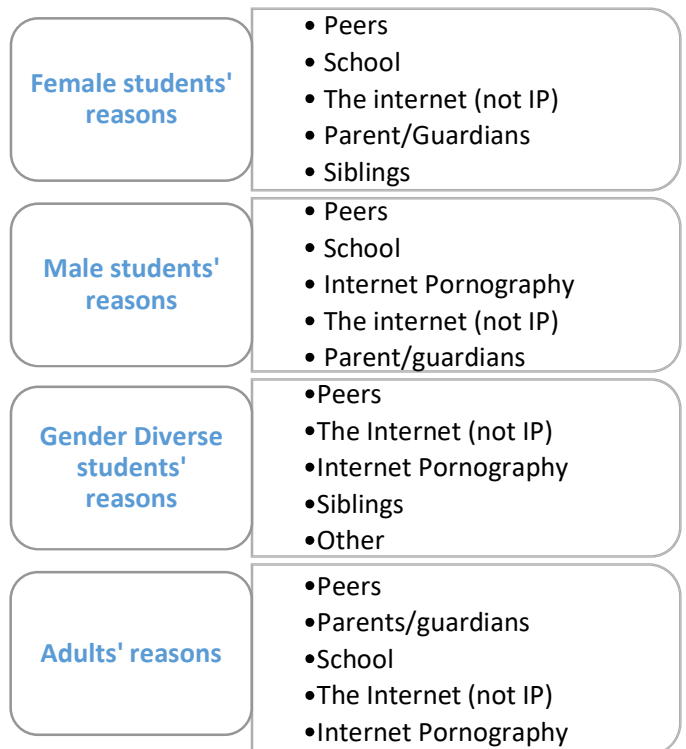 Female students'
reasons
• Peers
• School
• The internet (not IP)
• Parent/Guardians
• Siblings
Male students'
reasons
• Peers
• School
• Internet Pornography
• The internet (not IP)
• Parent/guardians
Gender Diverse
students'
reasons
•Peers
•The Internet (not IP)
•Internet Pornography
•Siblings
•Other
Adults' reasons
•Peers
•Parents/guardians
•School
•The Internet (not IP)
•Internet Pornography